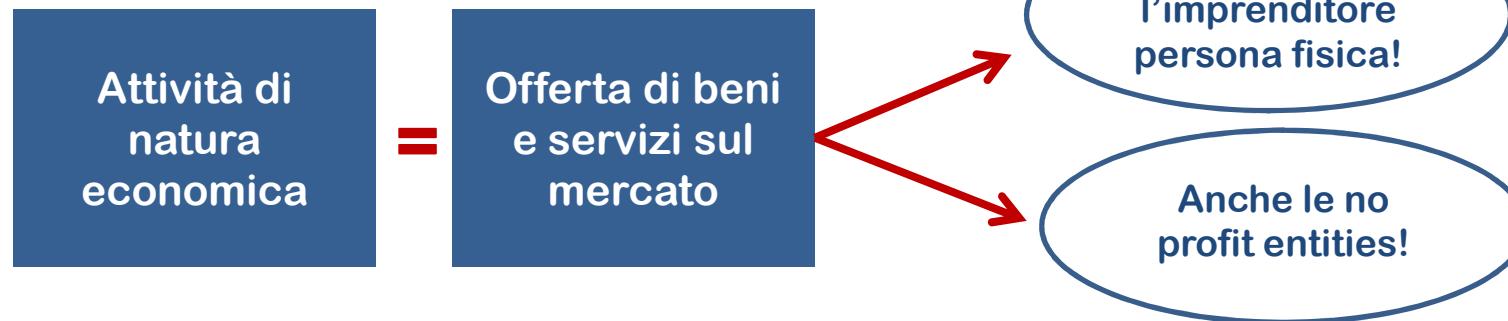 Attività di
natura
economica
=
Offerta di beni
e servizi sul
mercato
l'imprenditore
persona fisica!
Anche le no
profit entities!